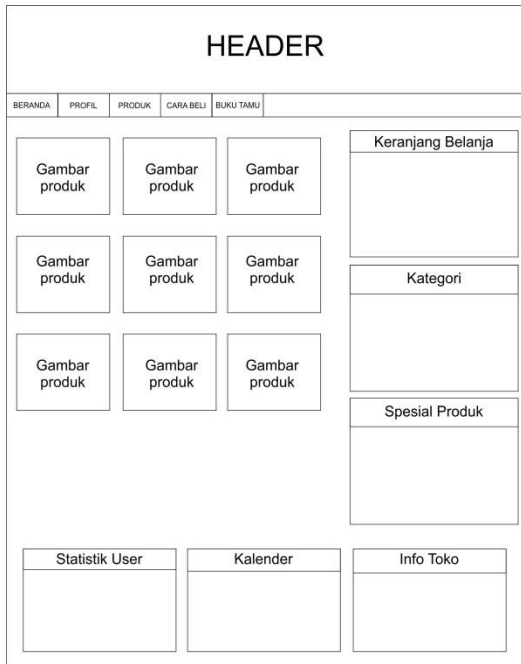 HEADER
BERANDA PROFIL PRODUK CARA BELI BUKU TAMU
Gambar produk
Gambar produk
Gambar produk
Keranjang Belanja
Gambar produk
Gambar produk
Gambar produk
Kategori
Gambar produk
Gambar produk
Gambar produk
Spesial Produk
Statistik User
Kalender
Info Toko